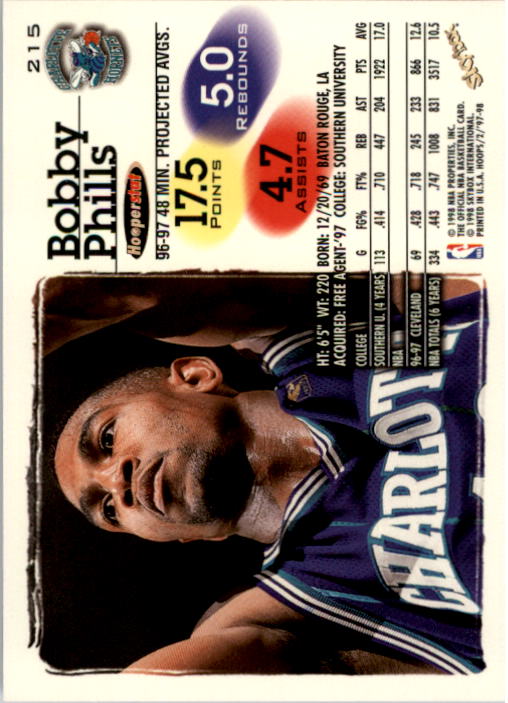 215
CHARLOTTE
HORNETS
Bobby
Phills
Hooperstar
96-97 48 MIN. PROJECTED AVGS.
17.5
POINTS
5.0
REBOUNDS
4.7
ASSISTS
HT: 6'5" WT: 220 BORN: 12/20/69 BATON ROUGE, LA
ACQUIRED: FREE AGENT-'97 COLLEGE: SOUTHERN UNIVERSITY
COLLEGE G FG% FT% REB AST PTS AVG
SOUTHERN U. (4 YEARS) 113 .414 .710 447 204 1922 17.0
NBA
96-97 CLEVELAND 69 .428 .718 245 233 866 12.6
NBA TOTALS (6 YEARS) 334 .443 .747 1008 831 3517 10.5
© 1998 NBA PROPERTIES, INC.
THE OFFICIAL NBA BASKETBALL CARD.
© 1998 SKYBOX INTERNATIONAL.
PRINTED IN U.S.A. HOOPS/2/'97-98
NBA
SKYBOX
CHARLOT